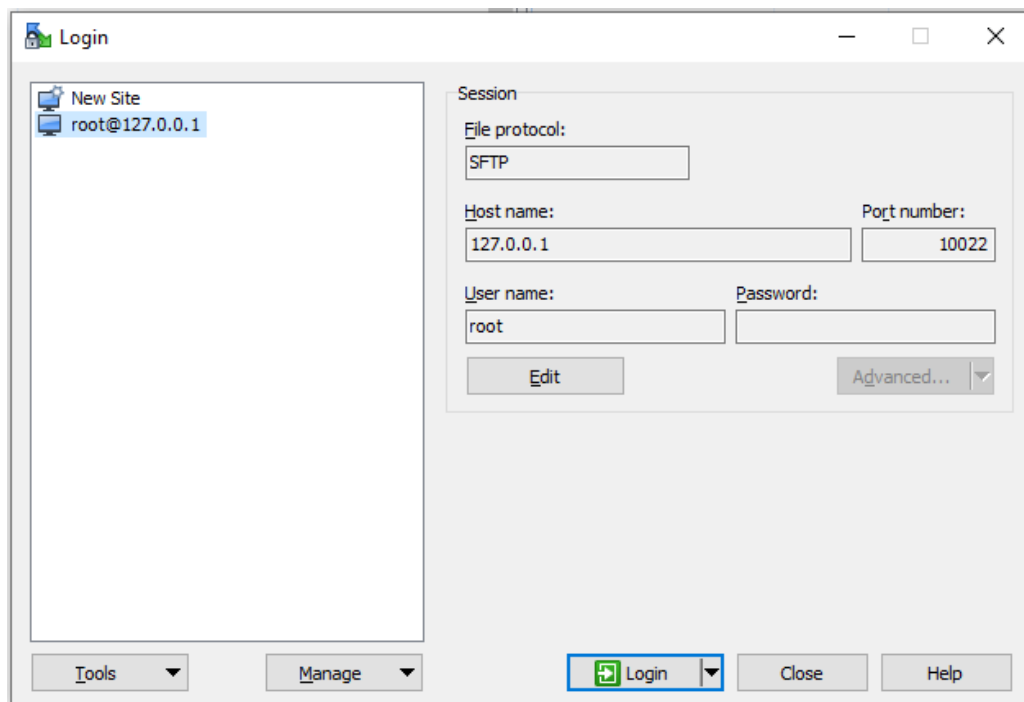 Login
New Site
root@127.0.0.1
Session
File protocol:
SFTP
Host name:
Port number:
127.0.0.1
10022
User name:
Password:
root
Edit
Advanced...
Tools
Manage
Login
Close
Help